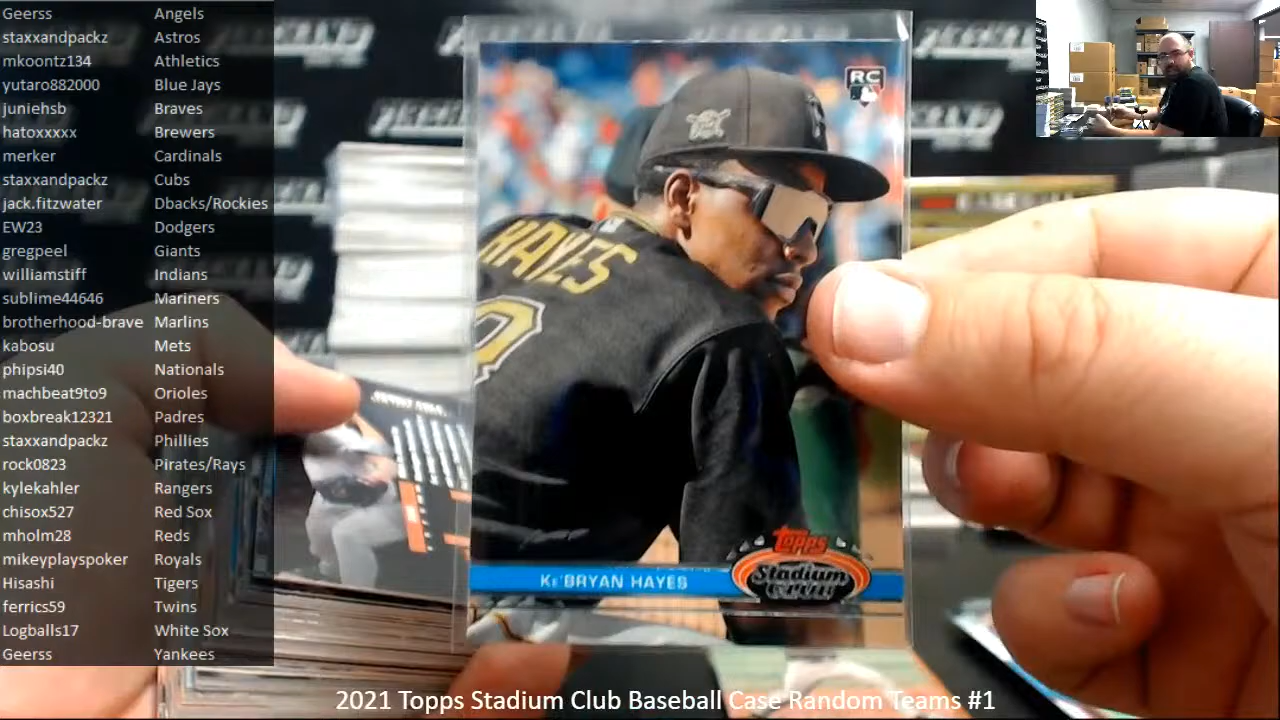 Geerss Angels
staxxandpackz Astros
mkoontz134 Athletics
yutaro882000 Blue Jays
juniehsb Braves
hatoxxxxx Brewers
merker Cardinals
staxxandpackz Cubs
jack.fitzwater Dbacks/Rockies
EW23 Dodgers
gregpeel Giants
williamstiff Indians
sublime44646 Mariners
brotherhood-brave Marlins
kabosu Mets
phipsi40 Nationals
machbeat9to9 Orioles
boxbreak12321 Padres
staxxandpackz Phillies
rock0823 Pirates/Rays
kylekahler Rangers
chisox527 Red Sox
mholm28 Reds
mikeyplayspoker Royals
Hisashi Tigers
ferrics59 Twins
Logballs17 White Sox
Geerss Yankees
RC
HAYES
Topps
Stadium
Club
Ke'Bryan Hayes
2021 Topps Stadium Club Baseball Case Random Teams #1